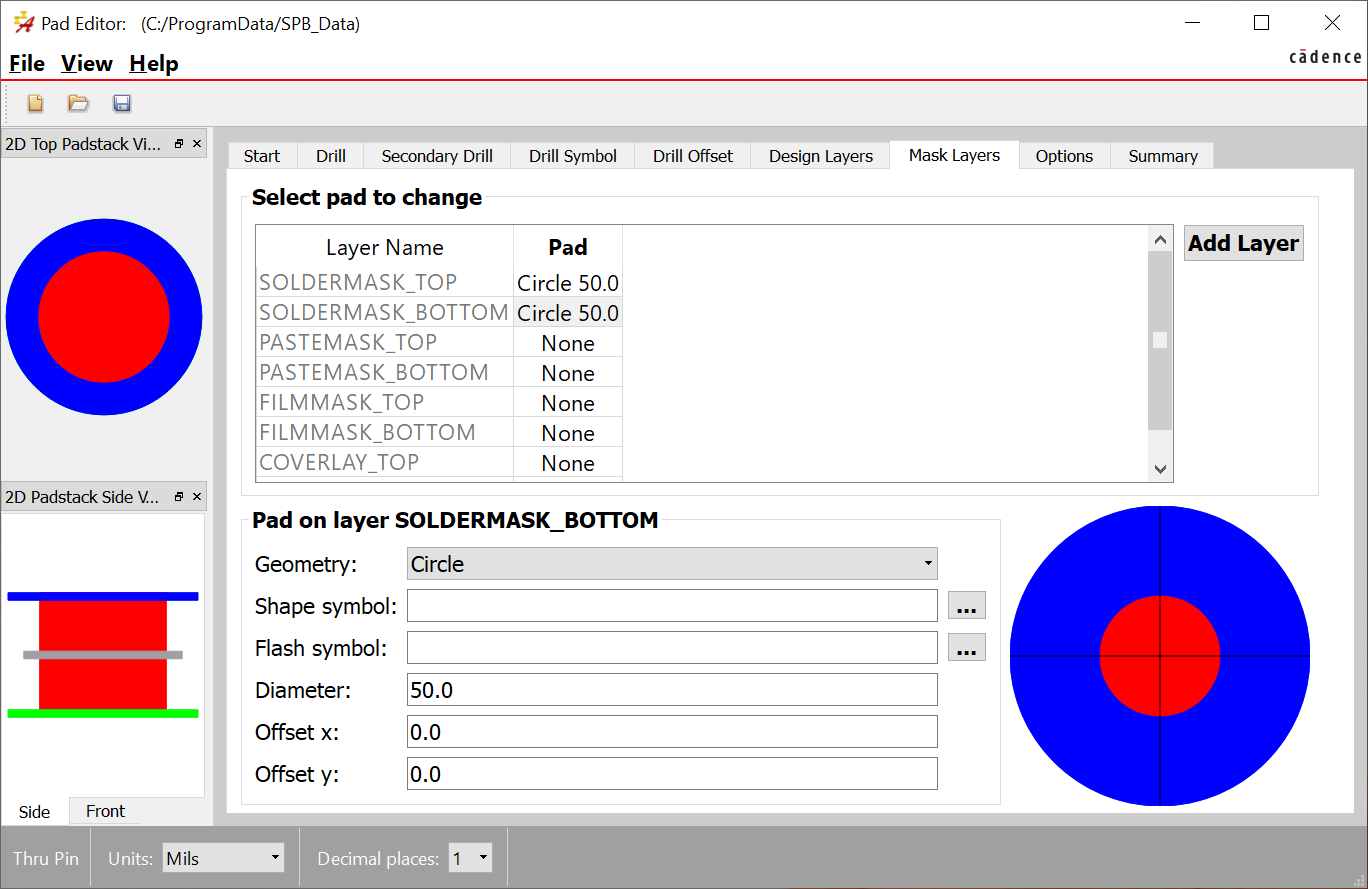 Pad Editor: (C:/ProgramData/SPB_Data)
File View Help
cādence
2D Top Padstack Vi...
Start Drill Secondary Drill Drill Symbol Drill Offset Design Layers Mask Layers Options Summary
Select pad to change
Layer Name Pad
SOLDERMASK_TOP Circle 50.0
SOLDERMASK_BOTTOM Circle 50.0
PASTEMASK_TOP None
PASTEMASK_BOTTOM None
FILMMASK_TOP None
FILMMASK_BOTTOM None
COVERLAY_TOP None
Add Layer
2D Padstack Side V...
Pad on layer SOLDERMASK_BOTTOM
Geometry: Circle
Shape symbol: ...
Flash symbol: ...
Diameter: 50.0
Offset x: 0.0
Offset y: 0.0
Side Front
Thru Pin Units: Mils Decimal places: 1